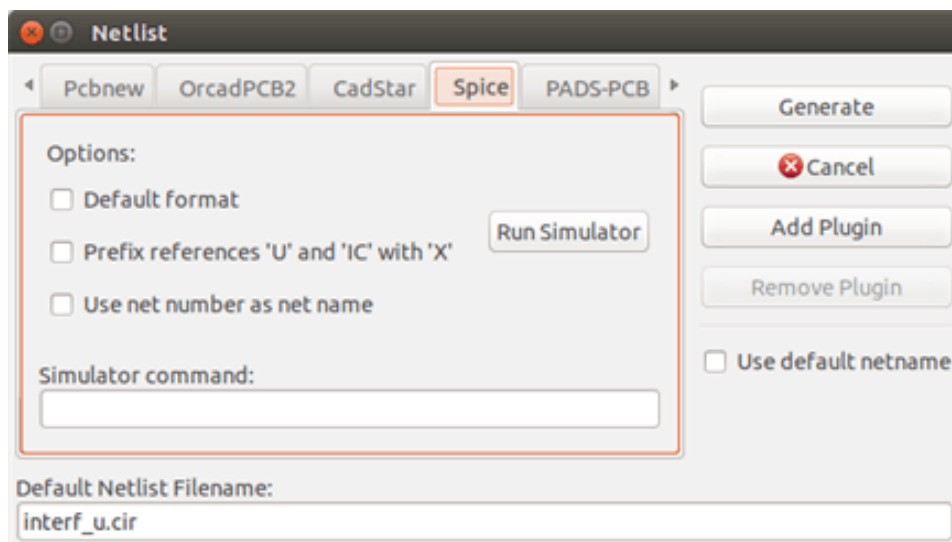 Netlist
Pcbnew OrcadPCB2 CadStar Spice PADS-PCB
Generate
Options:
Cancel
Default format
Run Simulator
Add Plugin
Prefix references 'U' and 'IC' with 'X'
Remove Plugin
Use net number as net name
Use default netname
Simulator command:
Default Netlist Filename:
interf_u.cir